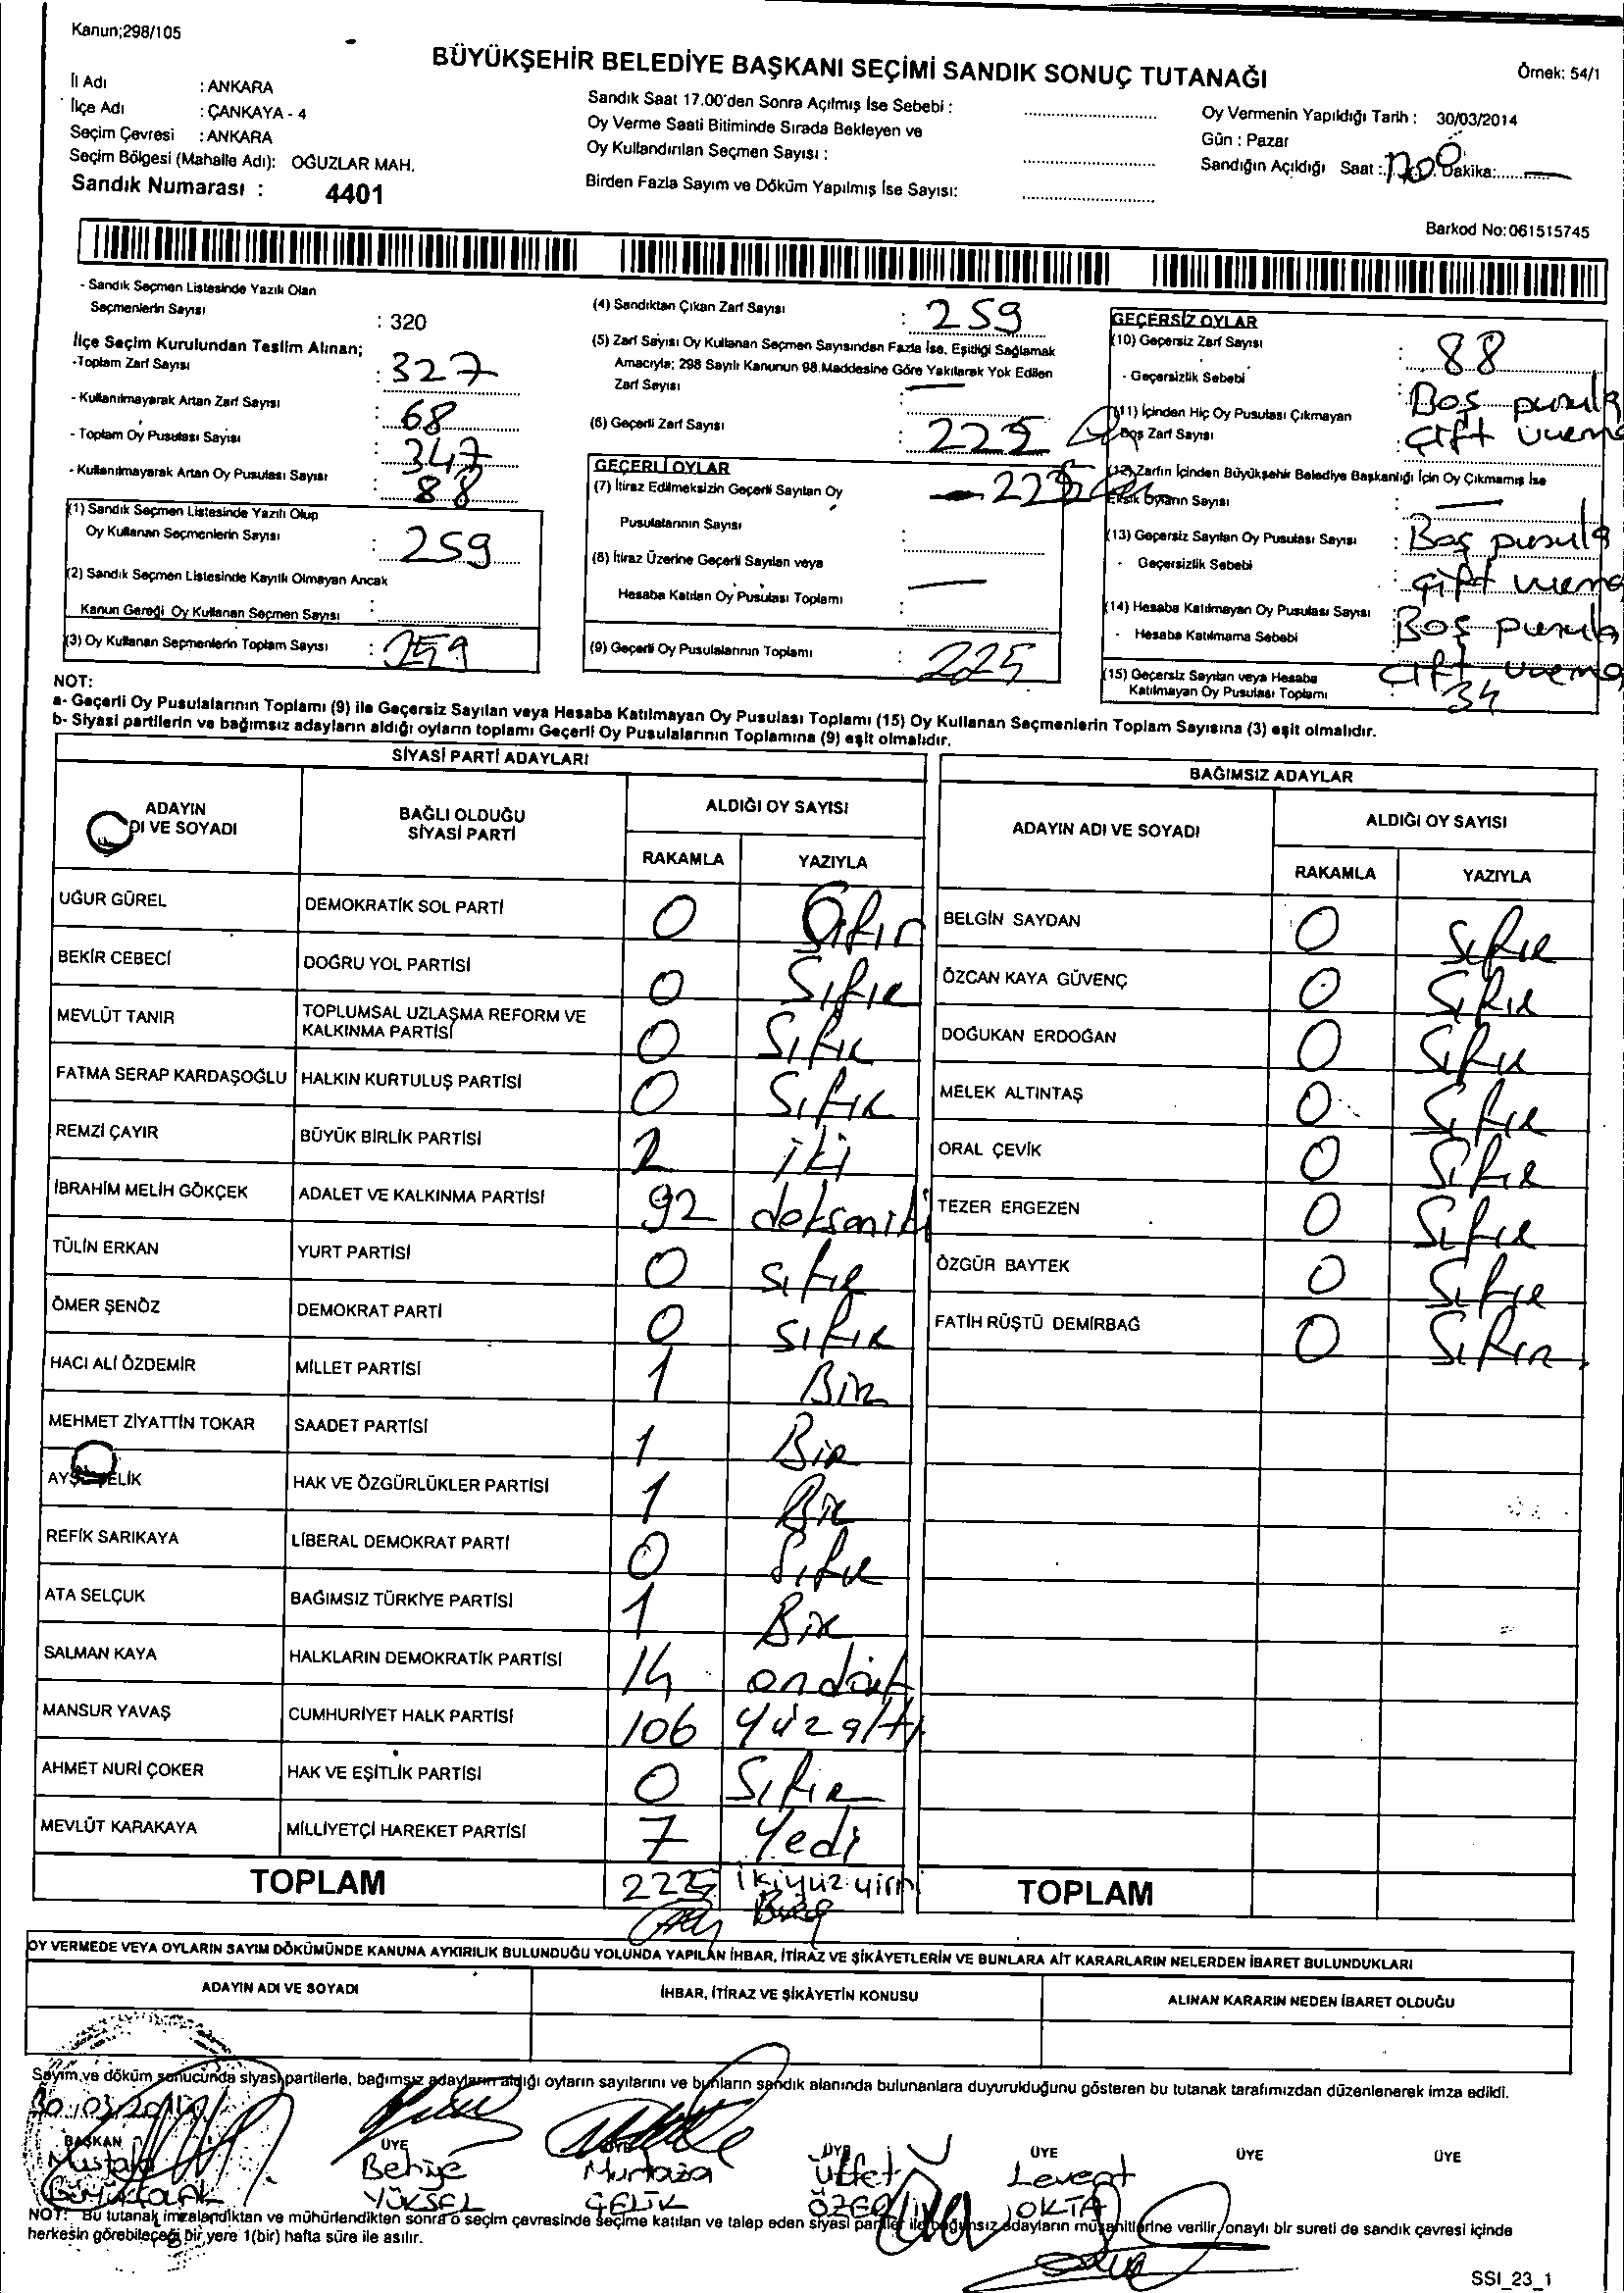 Kanun;298/105
BÜYÜKŞEHİR BELEDİYE BAŞKANI SEÇİMİ SANDIK SONUÇ TUTANAĞI
Örnek: 54/1
İl Adı : ANKARA
İlçe Adı : ÇANKAYA - 4
Seçim Çevresi : ANKARA
Seçim Bölgesi (Mahalle Adı): OĞUZLAR MAH.
Sandık Numarası : 4401
Sandık Saat 17.00'den Sonra Açılmış İse Sebebi :
Oy Verme Saati Bitiminde Sırada Bekleyen ve
Oy Kullandırılan Seçmen Sayısı :
Birden Fazla Sayım ve Döküm Yapılmış İse Sayısı:
Oy Vermenin Yapıldığı Tarih : 30/03/2014
Gün : Pazar
Sandığın Açıldığı Saat : Dakika:
Barkod No:061515745
- Sandık Seçmen Listesinde Yazılı Olan
Seçmenlerin Sayısı : 320
İlçe Seçim Kurulundan Teslim Alınan;
-Toplam Zarf Sayısı : 327
- Kullanılmayarak Artan Zarf Sayısı : 68
- Toplam Oy Pusulası Sayısı : 347
- Kullanılmayarak Artan Oy Pusulası Sayısı : 88
(1) Sandık Seçmen Listesinde Yazılı Olup
Oy Kullanan Seçmenlerin Sayısı : 259
(2) Sandık Seçmen Listesinde Kayıtlı Olmayan Ancak
Kanun Gereği Oy Kullanan Seçmen Sayısı :
(3) Oy Kullanan Seçmenlerin Toplam Sayısı : 259
(4) Sandıktan Çıkan Zarf Sayısı : 259
(5) Zarf Sayısı Oy Kullanan Seçmen Sayısından Fazla İse, Eşitliği Sağlamak
Amacıyla; 298 Sayılı Kanunun 98.Maddesine Göre Yakılarak Yok Edilen
Zarf Sayısı : —
(6) Geçerli Zarf Sayısı : 225
GEÇERLİ OYLAR
(7) İtiraz Edilmeksizin Geçerli Sayılan Oy
Pusulalarının Sayısı : 225
(8) İtiraz Üzerine Geçerli Sayılan veya
Hesaba Katılan Oy Pusulası Toplamı : —
(9) Geçerli Oy Pusulalarının Toplamı : 225
GEÇERSİZ OYLAR
(10) Geçersiz Zarf Sayısı : 88
- Geçersizlik Sebebi : Boş pusula
(11) İçinden Hiç Oy Pusulası Çıkmayan
Boş Zarf Sayısı : Çift
(12) Zarfın İçinden Büyükşehir Belediye Başkanlığı İçin Oy Çıkmamış İse
Eksik Oyların Sayısı —
(13) Geçersiz Sayılan Oy Pusulası Sayısı : Boş pusula
- Geçersizlik Sebebi : Çift
(14) Hesaba Katılmayan Oy Pusulası Sayısı : Boş pusula
- Hesaba Katılmama Sebebi : Çift
(15) Geçersiz Sayılan veya Hesaba
Katılmayan Oy Pusulası Toplamı 34
NOT:
a- Geçerli Oy Pusulalarının Toplamı (9) ile Geçersiz Sayılan veya Hesaba Katılmayan Oy Pusulası Toplamı (15) Oy Kullanan Seçmenlerin Toplam Sayısına (3) eşit olmalıdır.
b- Siyasi partilerin ve bağımsız adayların aldığı oyların toplamı Geçerli Oy Pusulalarının Toplamına (9) eşit olmalıdır.
SİYASİ PARTİ ADAYLARI
ADAYIN
DI VE SOYADI
BAĞLI OLDUĞU
SİYASİ PARTİ
ALDIĞI OY SAYISI
RAKAMLA YAZIYLA
UĞUR GÜREL DEMOKRATİK SOL PARTİ 0 Sıfır
BEKİR CEBECİ DOĞRU YOL PARTİSİ 0 Sıfır
MEVLÜT TANIR TOPLUMSAL UZLAŞMA REFORM VE
KALKINMA PARTİSİ 0 Sıfır
FATMA SERAP KARDAŞOĞLU HALKIN KURTULUŞ PARTİSİ 0 Sıfır
REMZİ ÇAYIR BÜYÜK BİRLİK PARTİSİ 2 iki
İBRAHİM MELİH GÖKÇEK ADALET VE KALKINMA PARTİSİ 92 doksaniki
TÜLİN ERKAN YURT PARTİSİ 0 sıfır
ÖMER ŞENÖZ DEMOKRAT PARTİ 0 sıfır
HACI ALİ ÖZDEMİR MİLLET PARTİSİ 1 Bir
MEHMET ZİYATTİN TOKAR SAADET PARTİSİ 1 Bir
AYŞE ÇELİK HAK VE ÖZGÜRLÜKLER PARTİSİ 1 Bir
REFİK SARIKAYA LİBERAL DEMOKRAT PARTİ 0 Sıfır
ATA SELÇUK BAĞIMSIZ TÜRKİYE PARTİSİ 1 Bir
SALMAN KAYA HALKLARIN DEMOKRATİK PARTİSİ 14 ondört
MANSUR YAVAŞ CUMHURİYET HALK PARTİSİ 106 yüzaltı
AHMET NURİ ÇOKER HAK VE EŞİTLİK PARTİSİ 0 Sıfır
MEVLÜT KARAKAYA MİLLİYETÇİ HAREKET PARTİSİ 7 Yedi
TOPLAM 225 ikiyüz yirmi
BAĞIMSIZ ADAYLAR
ADAYIN ADI VE SOYADI
ALDIĞI OY SAYISI
RAKAMLA YAZIYLA
BELGİN SAYDAN 0 Sıfır
ÖZCAN KAYA GÜVENÇ 0 Sıfır
DOĞUKAN ERDOĞAN 0 Sıfır
MELEK ALTINTAŞ 0 Sıfır
ORAL ÇEVİK 0 Sıfır
TEZER ERGEZEN 0 Sıfır
ÖZGÜR BAYTEK 0 Sıfır
FATİH RÜŞTÜ DEMİRBAĞ 0 Sıfır
TOPLAM
OY VERMEDE VEYA OYLARIN SAYIM DÖKÜMÜNDE KANUNA AYKIRILIK BULUNDUĞU YOLUNDA YAPILAN İHBAR, İTİRAZ VE ŞİKÂYETLERİN VE BUNLARA AİT KARARLARIN NELERDEN İBARET BULUNDUKLARI
ADAYIN ADI VE SOYADI İHBAR, İTİRAZ VE ŞİKÂYETİN KONUSU ALINAN KARARIN NEDEN İBARET OLDUĞU
Sayım ve döküm sonucunda siyasi partilerle, bağımsız adayların aldığı oyların sayılarını ve bunların sandık alanında bulunanlara duyurulduğunu gösteren bu tutanak tarafımızdan düzenlenerek imza edildi.
30/03/2014
BAŞKAN ÜYE ÜYE ÜYE ÜYE ÜYE ÜYE
Mustafa Behiye Murtaza Ülfet Levent
YÜKSEL ÇELİK OKTAY
NOT: Bu tutanak imzalandıktan ve mühürlendikten sonra o seçim çevresinde seçime katılan ve talep eden siyasi partiler ile bağımsız adayların müşahitlerine verilir, onaylı bir sureti de sandık çevresi içinde
herkesin görebileceği bir yere 1(bir) hafta süre ile asılır.
SSI_23_1